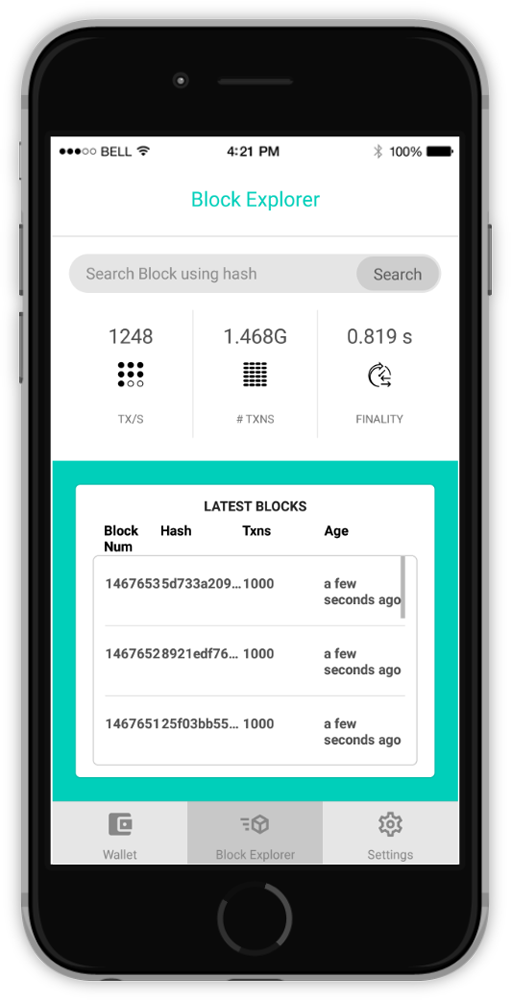 BELL 4:21 PM 100%
Block Explorer
Search Block using hash Search
1248 1.468G 0.819 s
TX/S # TXNS FINALITY
LATEST BLOCKS
Block Hash Txns Age
Num
1467653 5d733a209... 1000 a few
seconds ago
1467652 8921edf76... 1000 a few
seconds ago
1467651 25f03bb55... 1000 a few
seconds ago
Wallet Block Explorer Settings